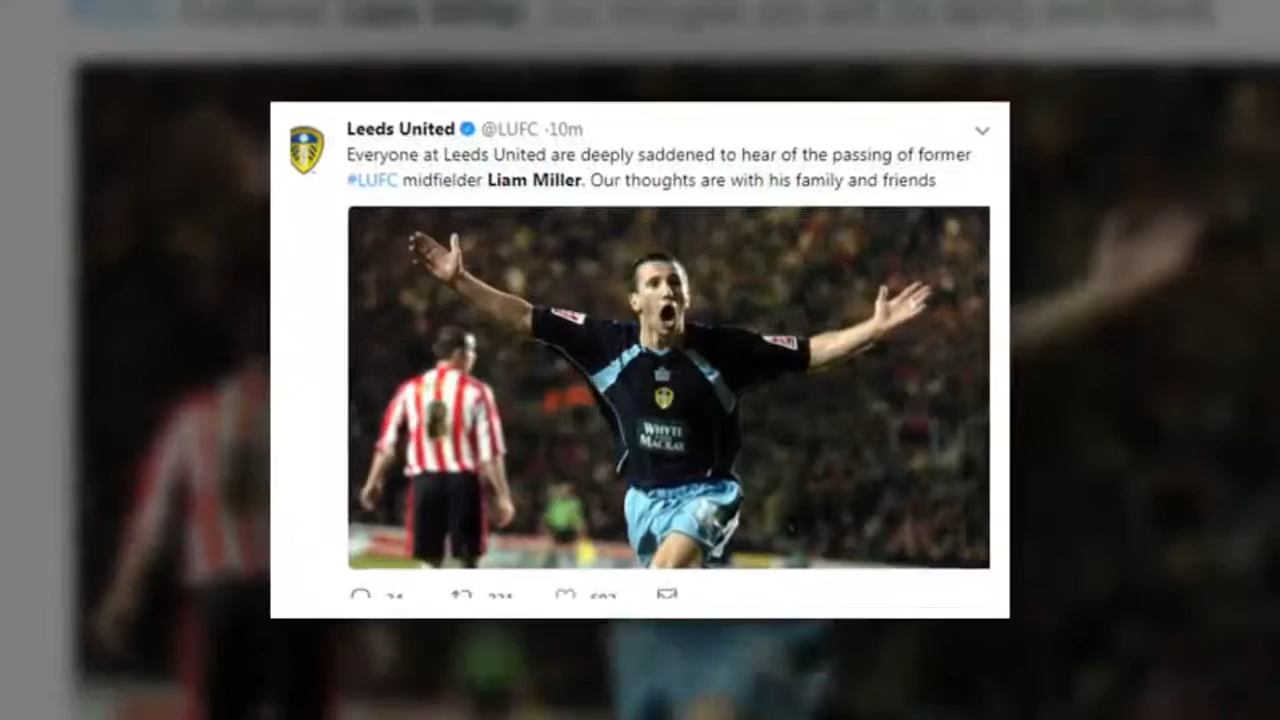 Leeds United @LUFC ·10m
Everyone at Leeds United are deeply saddened to hear of the passing of former
#LUFC midfielder Liam Miller. Our thoughts are with his family and friends
WHYTE
MACKAY